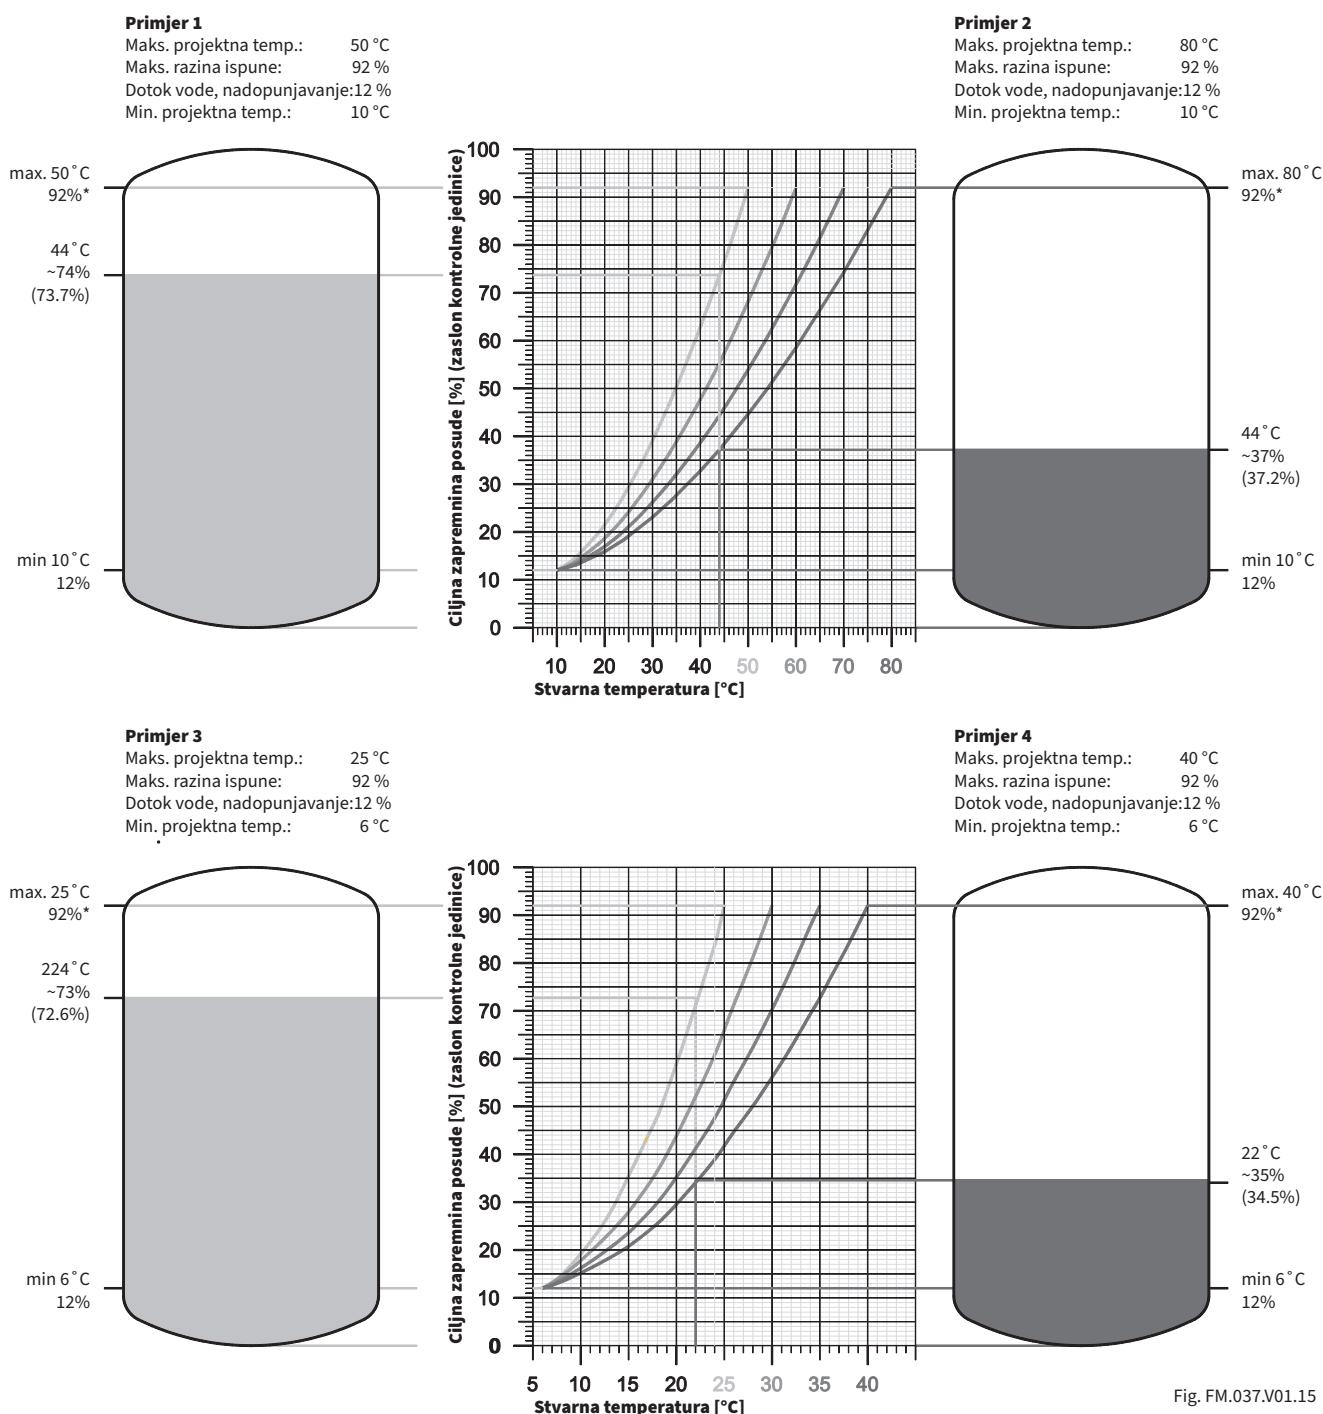 Primjer 1
Maks. projektna temp.: 50 °C
Maks. razina ispune: 92 %
Dotok vode, nadopunjavanje:12 %
Min. projektna temp.: 10 °C
Primjer 2
Maks. projektna temp.: 80 °C
Maks. razina ispune: 92 %
Dotok vode, nadopunjavanje:12 %
Min. projektna temp.: 10 °C
max. 50˚C
92%*
44˚C
~74%
(73.7%)
min 10˚C
12%
Ciljna zapremnina posude [%] (zaslon kontrolne jedinice)
100
90
80
70
60
50
40
30
20
10
0
10 20 30 40 50 60 70 80
Stvarna temperatura [°C]
max. 80˚C
92%*
44˚C
~37%
(37.2%)
min 10˚C
12%
Primjer 3
Maks. projektna temp.: 25 °C
Maks. razina ispune: 92 %
Dotok vode, nadopunjavanje:12 %
Min. projektna temp.: 6 °C
Primjer 4
Maks. projektna temp.: 40 °C
Maks. razina ispune: 92 %
Dotok vode, nadopunjavanje:12 %
Min. projektna temp.: 6 °C
max. 25˚C
92%*
224˚C
~73%
(72.6%)
min 6˚C
12%
Ciljna zapremnina posude [%] (zaslon kontrolne jedinice)
100
90
80
70
60
50
40
30
20
10
0
5 10 15 20 25 30 35 40
Stvarna temperatura [°C]
max. 40˚C
92%*
22˚C
~35%
(34.5%)
min 6˚C
12%
Fig. FM.037.V01.15